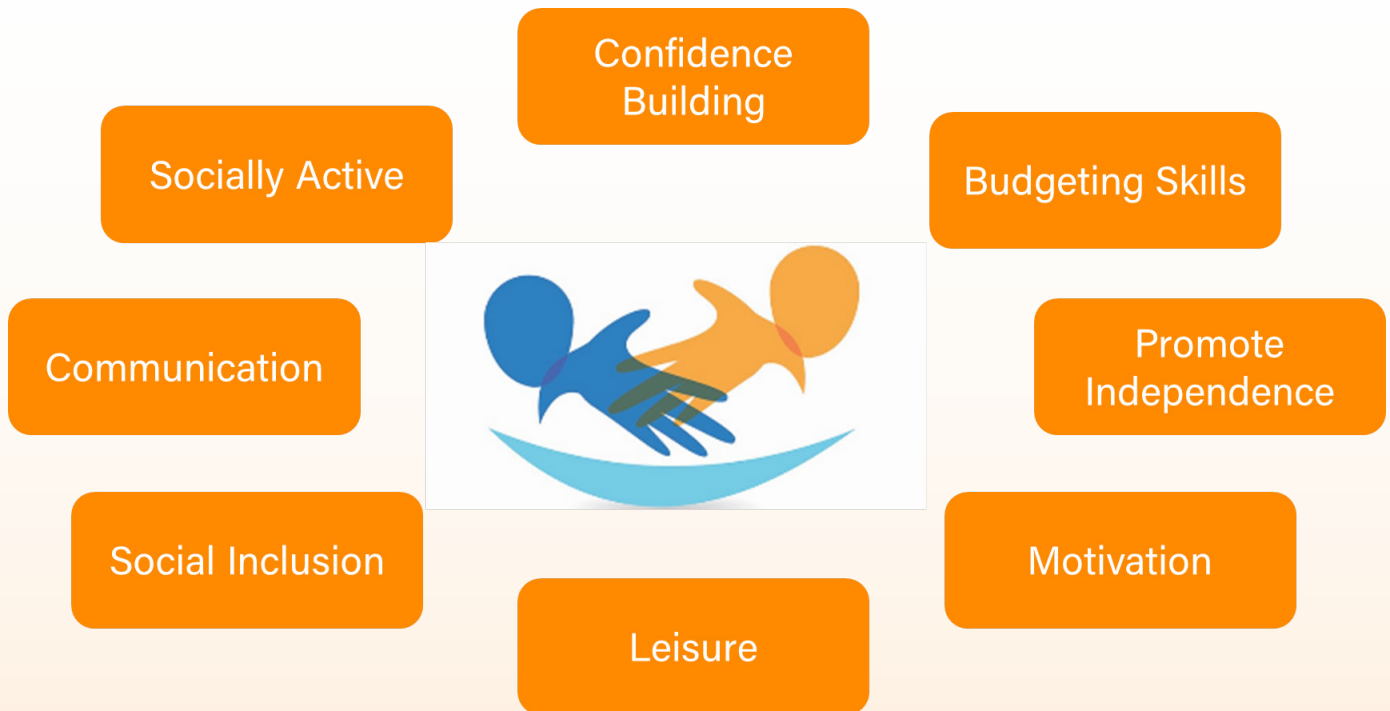 Confidence
Building
Socially Active
Budgeting Skills
Communication
Promote
Independence
Social Inclusion
Motivation
Leisure